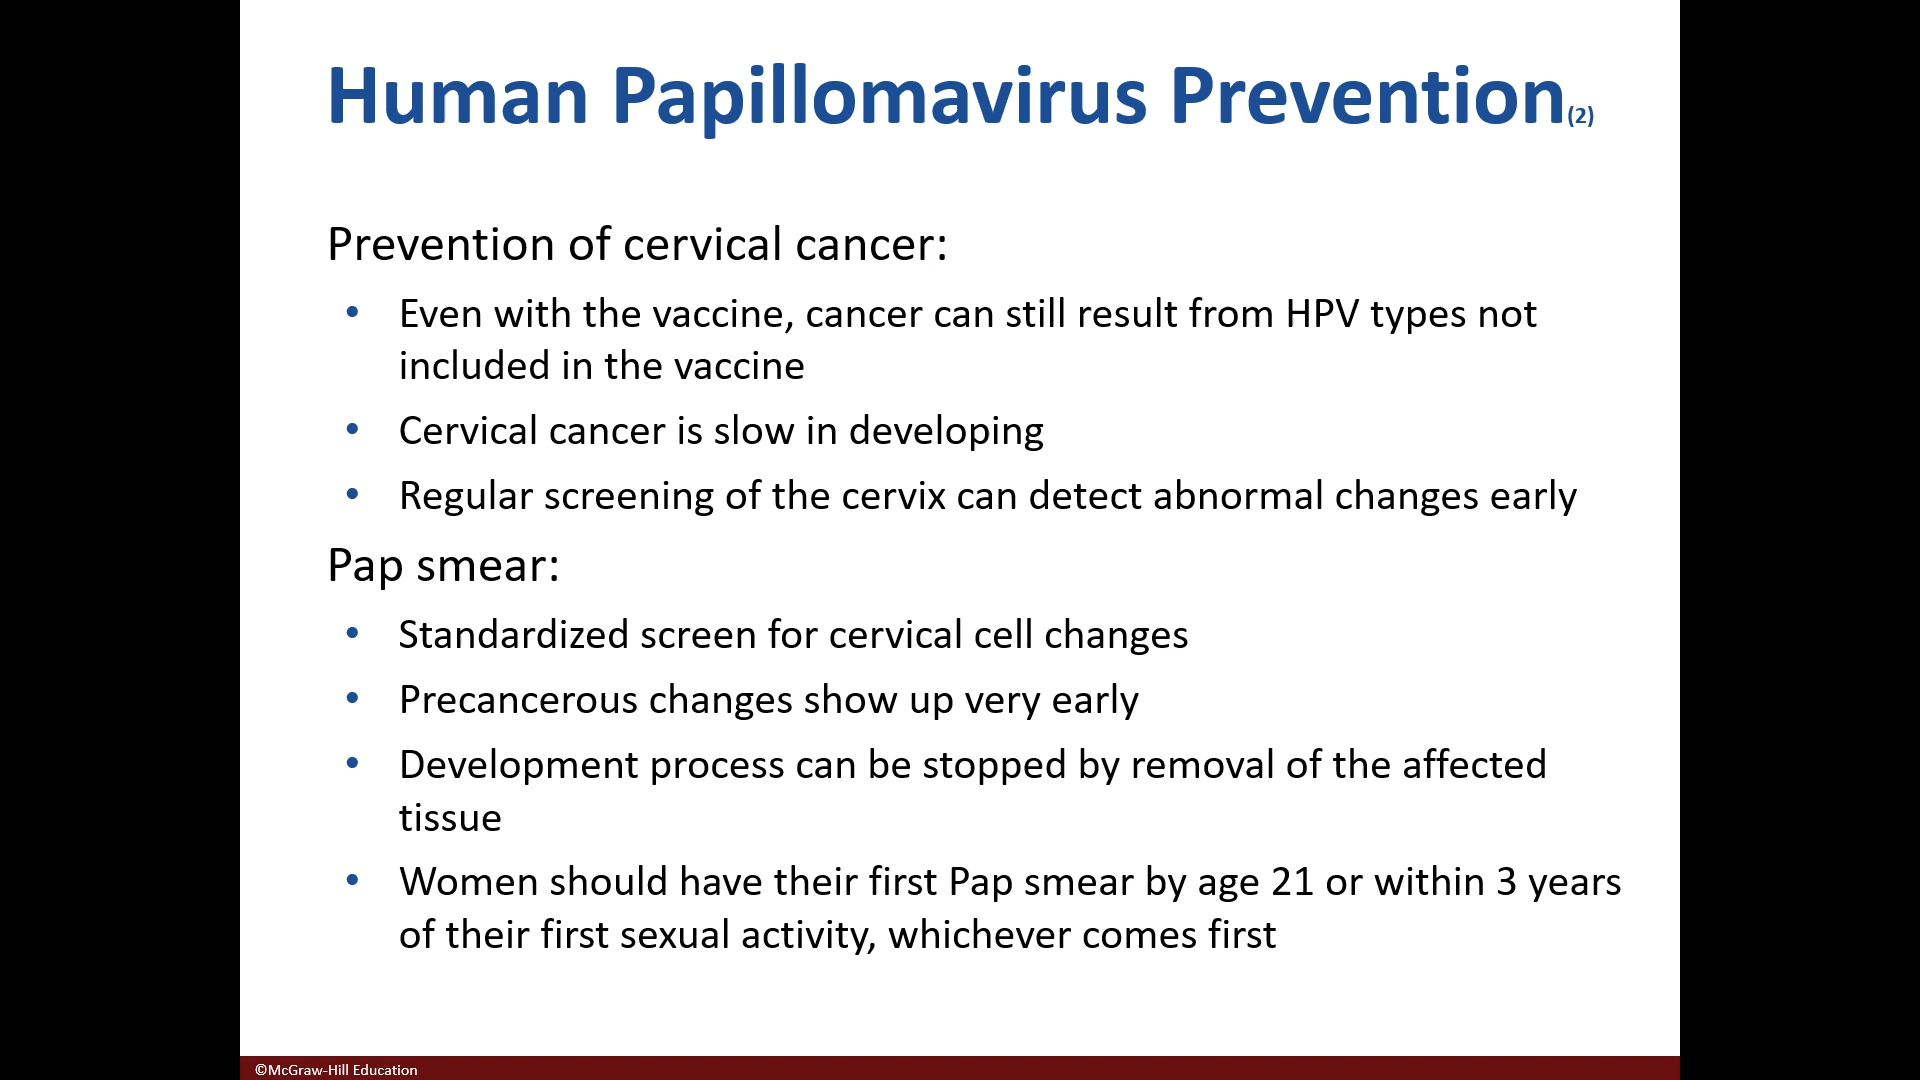 Human Papillomavirus Prevention(2)
Prevention of cervical cancer:
• Even with the vaccine, cancer can still result from HPV types not
included in the vaccine
• Cervical cancer is slow in developing
• Regular screening of the cervix can detect abnormal changes early
Pap smear:
• Standardized screen for cervical cell changes
• Precancerous changes show up very early
• Development process can be stopped by removal of the affected
tissue
• Women should have their first Pap smear by age 21 or within 3 years
of their first sexual activity, whichever comes first
©McGraw-Hill Education